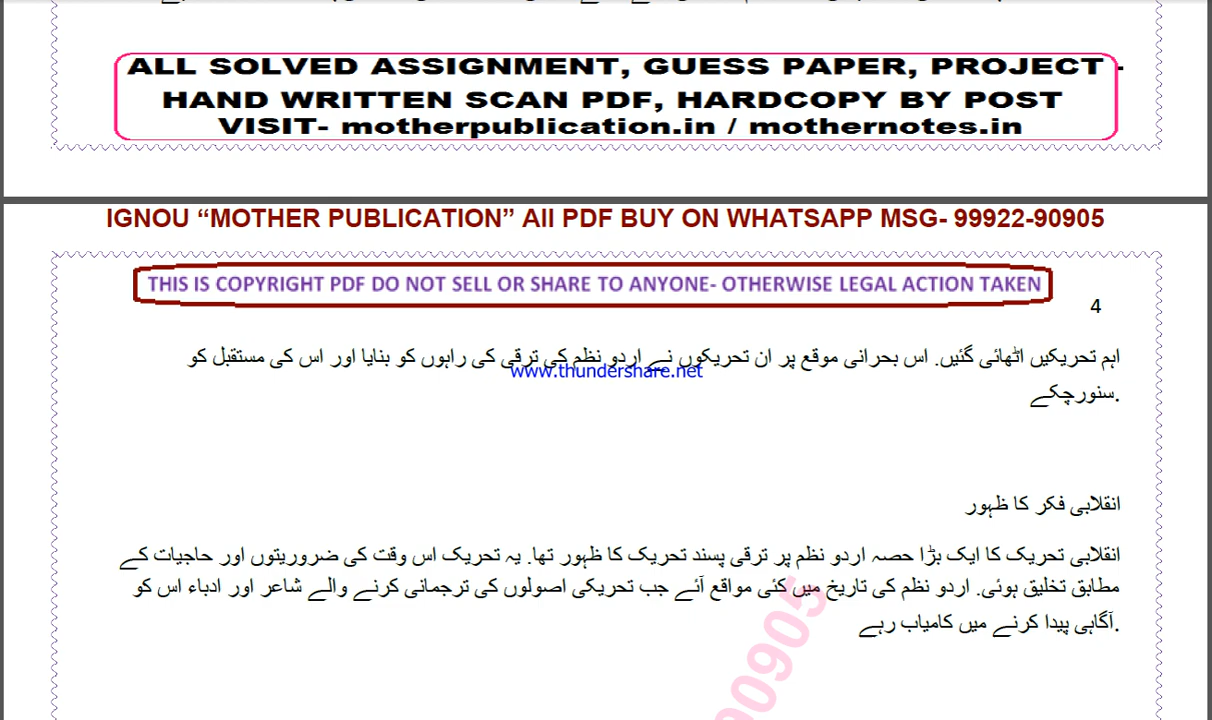 ALL SOLVED ASSIGNMENT, GUESS PAPER, PROJECT -
HAND WRITTEN SCAN PDF, HARDCOPY BY POST
VISIT- motherpublication.in / mothernotes.in
IGNOU “MOTHER PUBLICATION” All PDF BUY ON WHATSAPP MSG- 99922-90905
THIS IS COPYRIGHT PDF DO NOT SELL OR SHARE TO ANYONE- OTHERWISE LEGAL ACTION TAKEN
4
اہم تحریکیں اٹھائی گئیں. اس بحرانی موقع پر ان تحریکوں نے اردو نظم کی ترقی کی راہوں کو بنایا اور اس کی مستقبل کو
www.thundershare.net
سنورچکے.
انقلابی فکر کا ظہور
انقلابی تحریک کا ایک بڑا حصہ اردو نظم پر ترقی پسند تحریک کا ظہور تھا. یہ تحریک اس وقت کی ضروریتوں اور حاجیات کے
مطابق تخلیق ہوئی. اردو نظم کی تاریخ میں کئی مواقع آئے جب تحریکی اصولوں کی ترجمانی کرنے والے شاعر اور ادباء اس کو
آگاہی پیدا کرنے میں کامیاب رہے.
90905